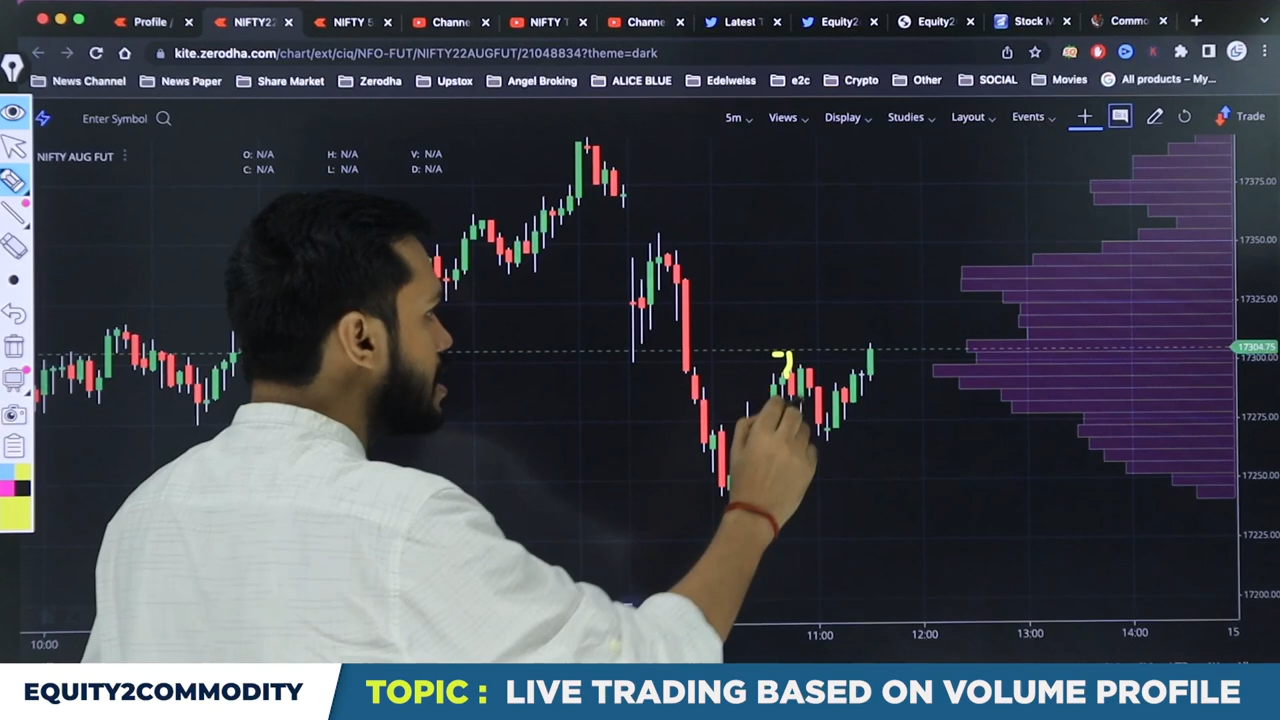 Profile /
NIFTY22
NIFTY 5
Channe
NIFTY T
Channe
Latest T
Equity2
Equity2
Stock M
Commo
kite.zerodha.com/chart/ext/ciq/NFO-FUT/NIFTY22AUGFUT/21048834?theme=dark
News Channel
News Paper
Share Market
Zerodha
Upstox
Angel Broking
ALICE BLUE
Edelweiss
e2c
Crypto
Other
SOCIAL
Movies
All products – My...
Enter Symbol
5m
Views
Display
Studies
Layout
Events
Trade
NIFTY AUG FUT
O: N/A H: N/A V: N/A
C: N/A L: N/A D: N/A
17375.00
17350.00
17325.00
17304.75
17300.00
17275.00
17250.00
17225.00
17200.00
10:00
11:00
12:00
13:00
14:00
15
EQUITY2COMMODITY
TOPIC : LIVE TRADING BASED ON VOLUME PROFILE